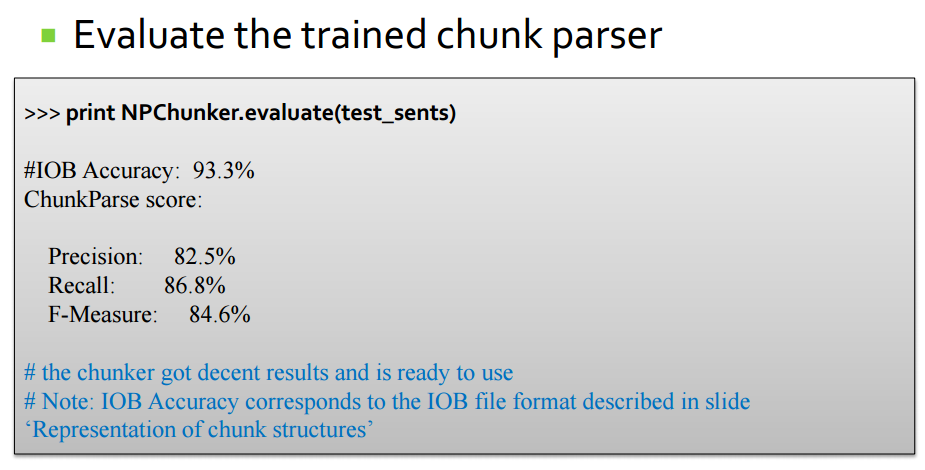 Evaluate the trained chunk parser
>>> print NPChunker.evaluate(test_sents)
#IOB Accuracy: 93.3%
ChunkParse score:
Precision: 82.5%
Recall: 86.8%
F-Measure: 84.6%
# the chunker got decent results and is ready to use
# Note: IOB Accuracy corresponds to the IOB file format described in slide
‘Representation of chunk structures’